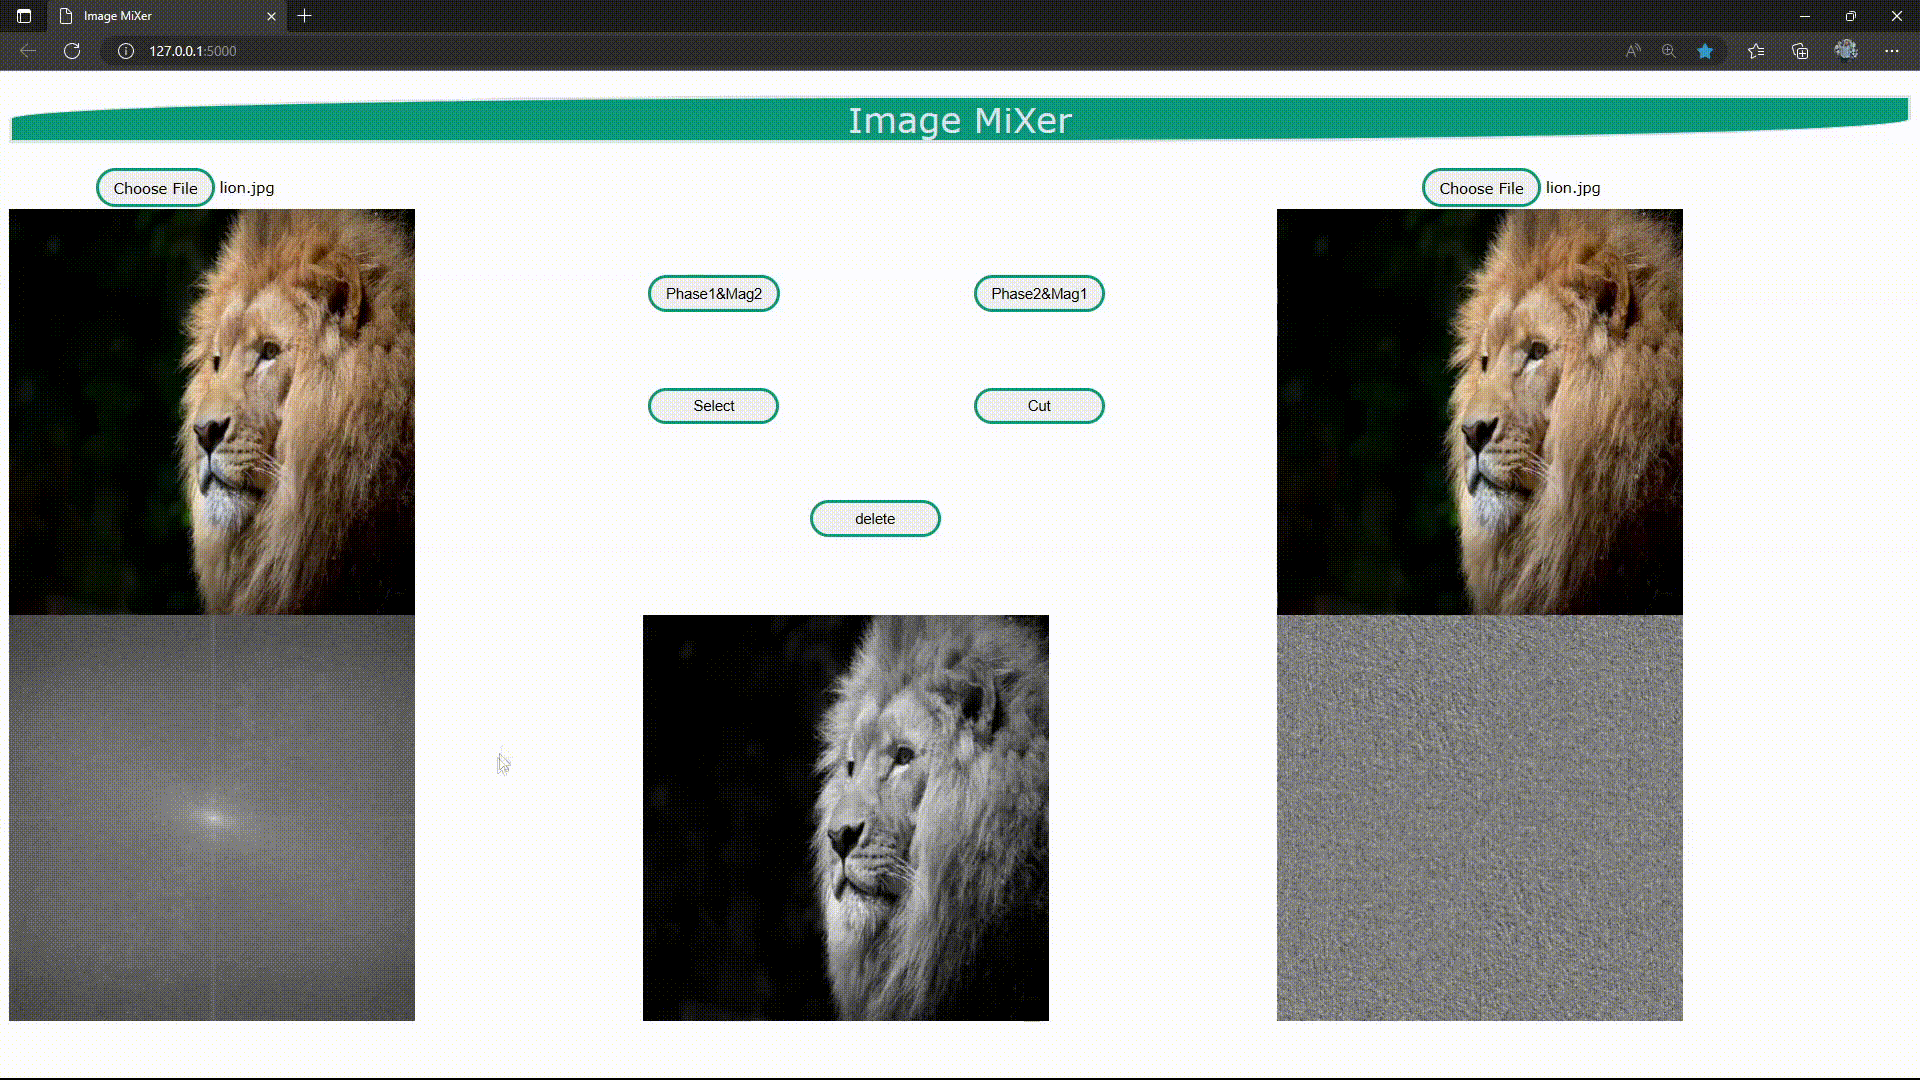 Image MiXer
127.0.0.1:5000
Image MiXer
Choose File lion.jpg
Choose File lion.jpg
Phase1&Mag2
Phase2&Mag1
Select
Cut
delete